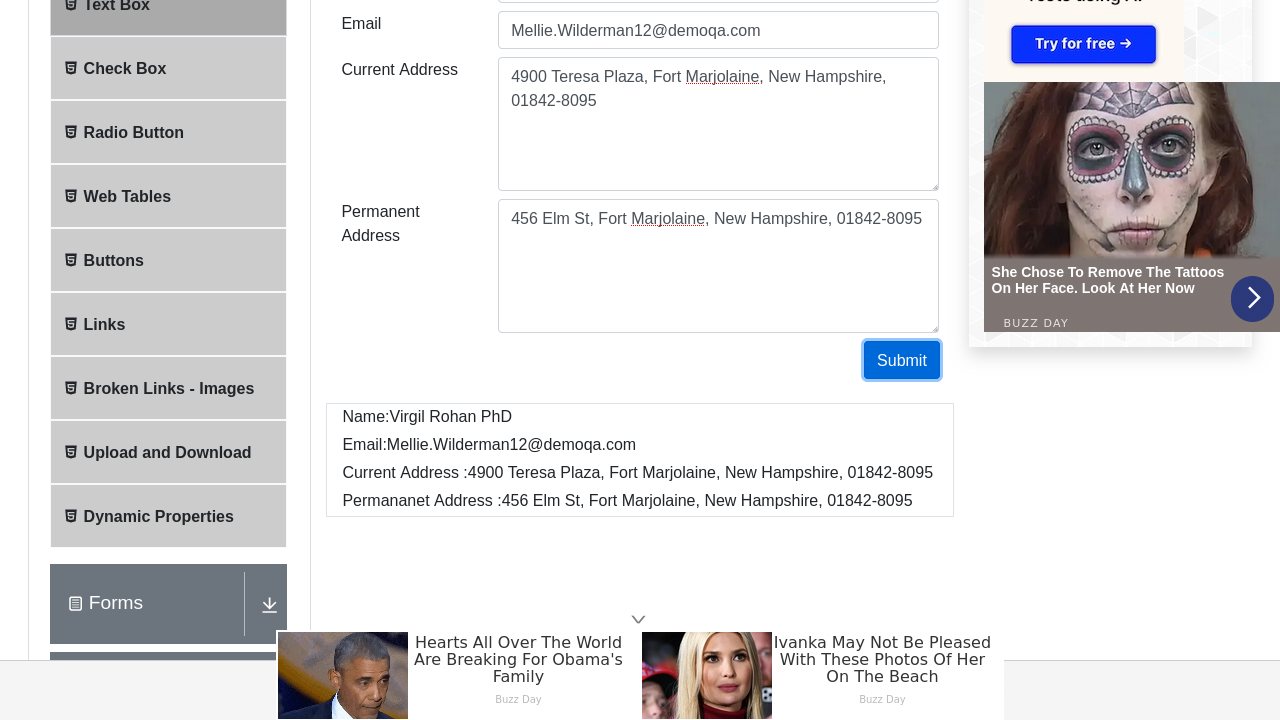 Text Box
Check Box
Radio Button
Web Tables
Buttons
Links
Broken Links - Images
Upload and Download
Dynamic Properties
Forms
Email
Mellie.Wilderman12@demoqa.com
Current Address
4900 Teresa Plaza, Fort Marjolaine, New Hampshire,
01842-8095
Permanent
Address
456 Elm St, Fort Marjolaine, New Hampshire, 01842-8095
Submit
Name:Virgil Rohan PhD
Email:Mellie.Wilderman12@demoqa.com
Current Address :4900 Teresa Plaza, Fort Marjolaine, New Hampshire, 01842-8095
Permananet Address :456 Elm St, Fort Marjolaine, New Hampshire, 01842-8095
Try for free →
She Chose To Remove The Tattoos
On Her Face. Look At Her Now
BUZZ DAY
Hearts All Over The World
Are Breaking For Obama's
Family
Buzz Day
Ivanka May Not Be Pleased
With These Photos Of Her
On The Beach
Buzz Day